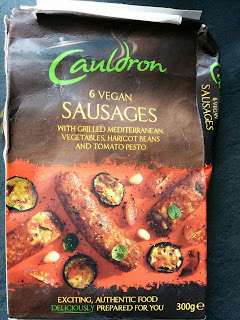 Cauldron
6 VEGAN
SAUSAGES
WITH GRILLED MEDITERRANEAN
VEGETABLES, HARICOT BEANS
AND TOMATO PESTO
EXCITING, AUTHENTIC FOOD
DELICIOUSLY PREPARED FOR YOU
300g℮
6 VEGAN
SAUSAGES